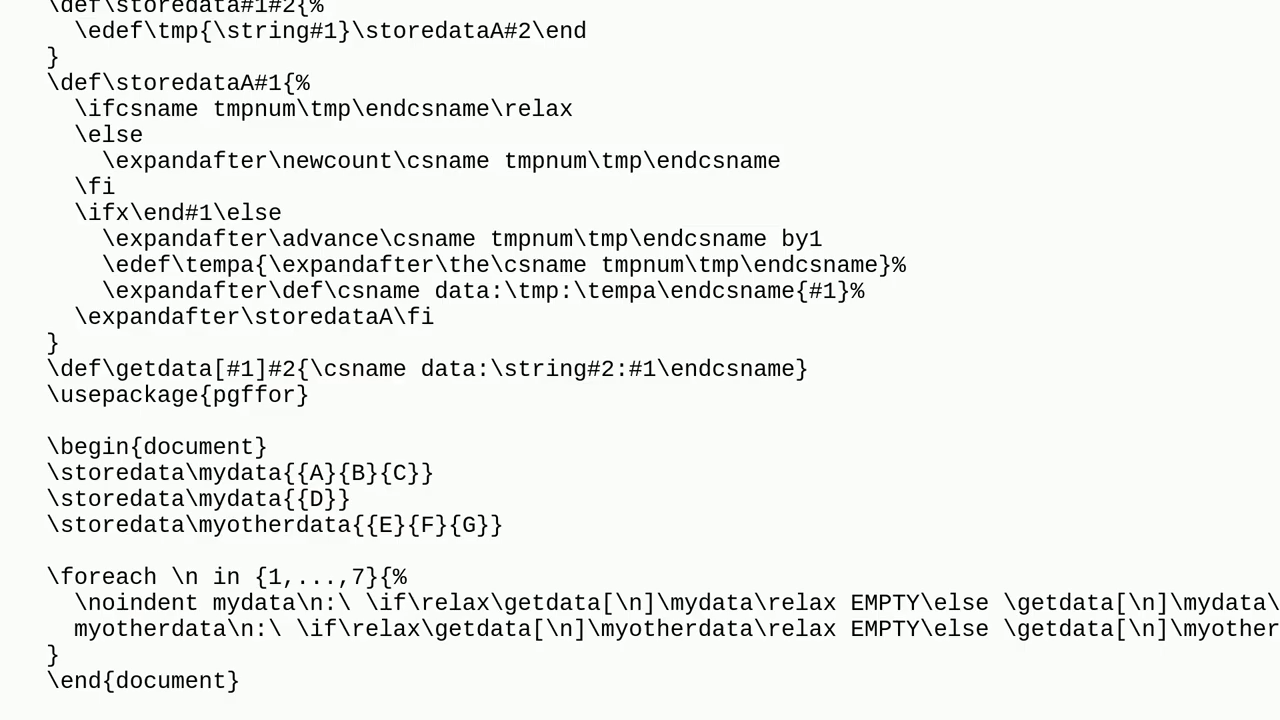 \def\storedata#1#2{%
  \edef\tmp{\string#1}\storedataA#2\end
}
\def\storedataA#1{%
  \ifcsname tmpnum\tmp\endcsname\relax
  \else
    \expandafter\newcount\csname tmpnum\tmp\endcsname
  \fi
  \ifx\end#1\else
    \expandafter\advance\csname tmpnum\tmp\endcsname by1
    \edef\tempa{\expandafter\the\csname tmpnum\tmp\endcsname}%
    \expandafter\def\csname data:\tmp:\tempa\endcsname{#1}%
  \expandafter\storedataA\fi
}
\def\getdata[#1]#2{\csname data:\string#2:#1\endcsname}
\usepackage{pgffor}

\begin{document}
\storedata\mydata{{A}{B}{C}}
\storedata\mydata{{D}}
\storedata\myotherdata{{E}{F}{G}}

\foreach \n in {1,...,7}{%
  \noindent mydata\n:\ \if\relax\getdata[\n]\mydata\relax EMPTY\else \getdata[\n]\mydata\
  myotherdata\n:\ \if\relax\getdata[\n]\myotherdata\relax EMPTY\else \getdata[\n]\myother
}
\end{document}